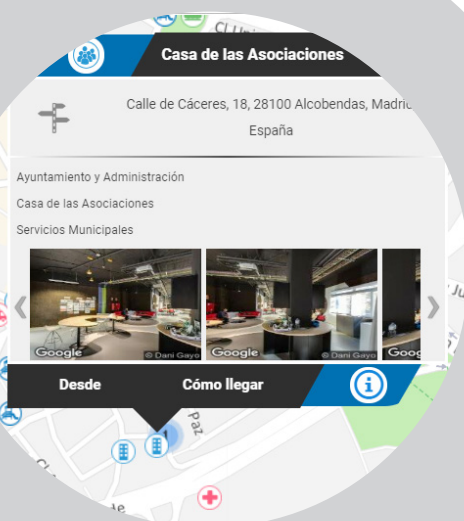 Casa de las Asociaciones
Calle de Cáceres, 18, 28100 Alcobendas,
España
Ayuntamiento y Administración
Casa de las Asociaciones
Servicios Municipales
Google
© Dani Gayo
Google
© Dani Gayo
Desde
Cómo llegar
Paz